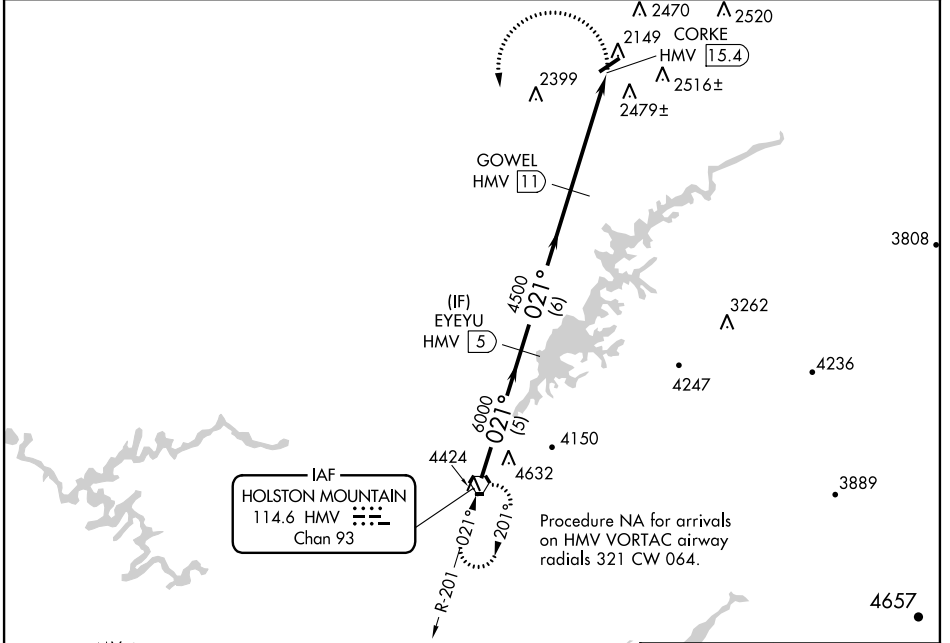 2470
2520
2149
CORKE
HMV 15.4
2399
2516±
2479±
GOWEL
HMV 11
3808
4500
021°
(6)
(IF)
EYEYU
HMV 5
3262
4247
4236
6000
021°
(5)
4150
4424
4632
IAF
HOLSTON MOUNTAIN
114.6 HMV
Chan 93
3889
R-201
021°
201°
Procedure NA for arrivals
on HMV VORTAC airway
radials 321 CW 064.
4657